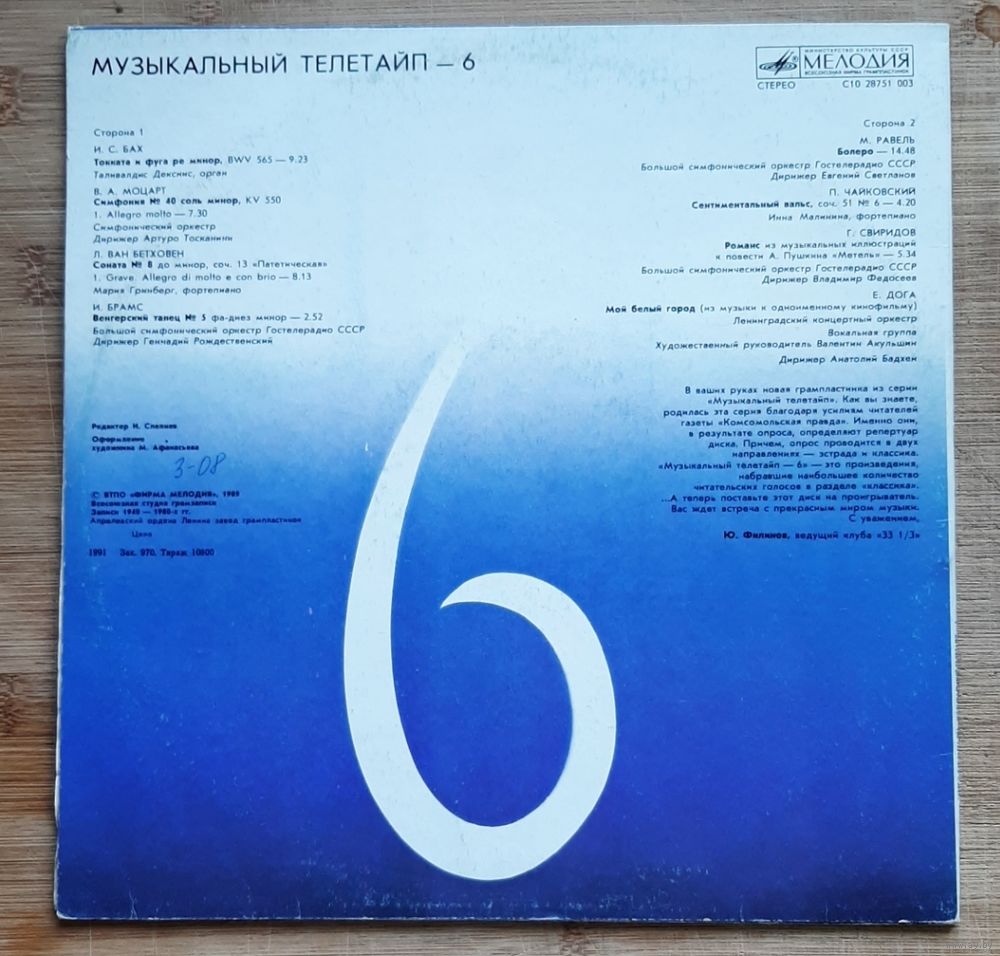 МУЗЫКАЛЬНЫЙ ТЕЛЕТАЙП — 6
МИНИСТЕРСТВО КУЛЬТУРЫ СССР
МЕЛОДИЯ
ВСЕСОЮЗНАЯ ФИРМА ГРАМПЛАСТИНОК
СТЕРЕО
С10 28751 003
Сторона 1
И. С. БАХ
Токката и фуга ре минор, BWV 565 — 9.23
Таливалдис Декснис, орган
В. А. МОЦАРТ
Симфония № 40 соль минор, KV 550
1. Allegro molto — 7.30
Симфонический оркестр
Дирижер Артуро Тосканини
Л. ВАН БЕТХОВЕН
Соната № 8 до минор, соч. 13 «Патетическая»
1. Grave. Allegro di molto e con brio — 8.13
Мария Гринберг, фортепиано
И. БРАМС
Венгерский танец № 5 фа-диез минор — 2.52
Большой симфонический оркестр Гостелерадио СССР
Дирижер Геннадий Рождественский
Редактор Н.
Оформление
художника М. Афанасьева
3-08
© ВТПО «ФИРМА МЕЛОДИЯ», 1989
Всесоюзная студия грамзаписи
Записи 1940 — 1980-х гг.
Апрелевский ордена Ленина завод грампластинок
Цена
1991 Зак. 970. Тираж 10800
Сторона 2
М. РАВЕЛЬ
Болеро — 14.48
Большой симфонический оркестр Гостелерадио СССР
Дирижер Евгений Светланов
П. ЧАЙКОВСКИЙ
Сентиментальный вальс, соч. 51 № 6 — 4.20
Инна Малинина, фортепиано
Г. СВИРИДОВ
Романс из музыкальных иллюстраций
к повести А. Пушкина «Метель» — 5.34
Большой симфонический оркестр Гостелерадио СССР
Дирижер Владимир Федосеев
Е. ДОГА
Мой белый город (из музыки к одноименному кинофильму)
Ленинградский концертный оркестр
Вокальная группа
Художественный руководитель Валентин Акульшин
Дирижер Анатолий Бадхен
В ваших руках новая грампластинка из серии
«Музыкальный телетайп». Как вы знаете,
родилась эта серия благодаря усилиям читателей
газеты «Комсомольская правда». Именно они,
в результате опроса, определяют репертуар
диска. Причем, опрос проводится в двух
направлениях — эстрада и классика.
«Музыкальный телетайп — 6» — это произведения,
набравшие наибольшее количество
читательских голосов в разделе «классика».
...А теперь поставьте этот диск на проигрыватель.
Вас ждет встреча с прекрасным миром музыки.
С уважением,
Ю. Филинов, ведущий клуба «33 1/3»
6